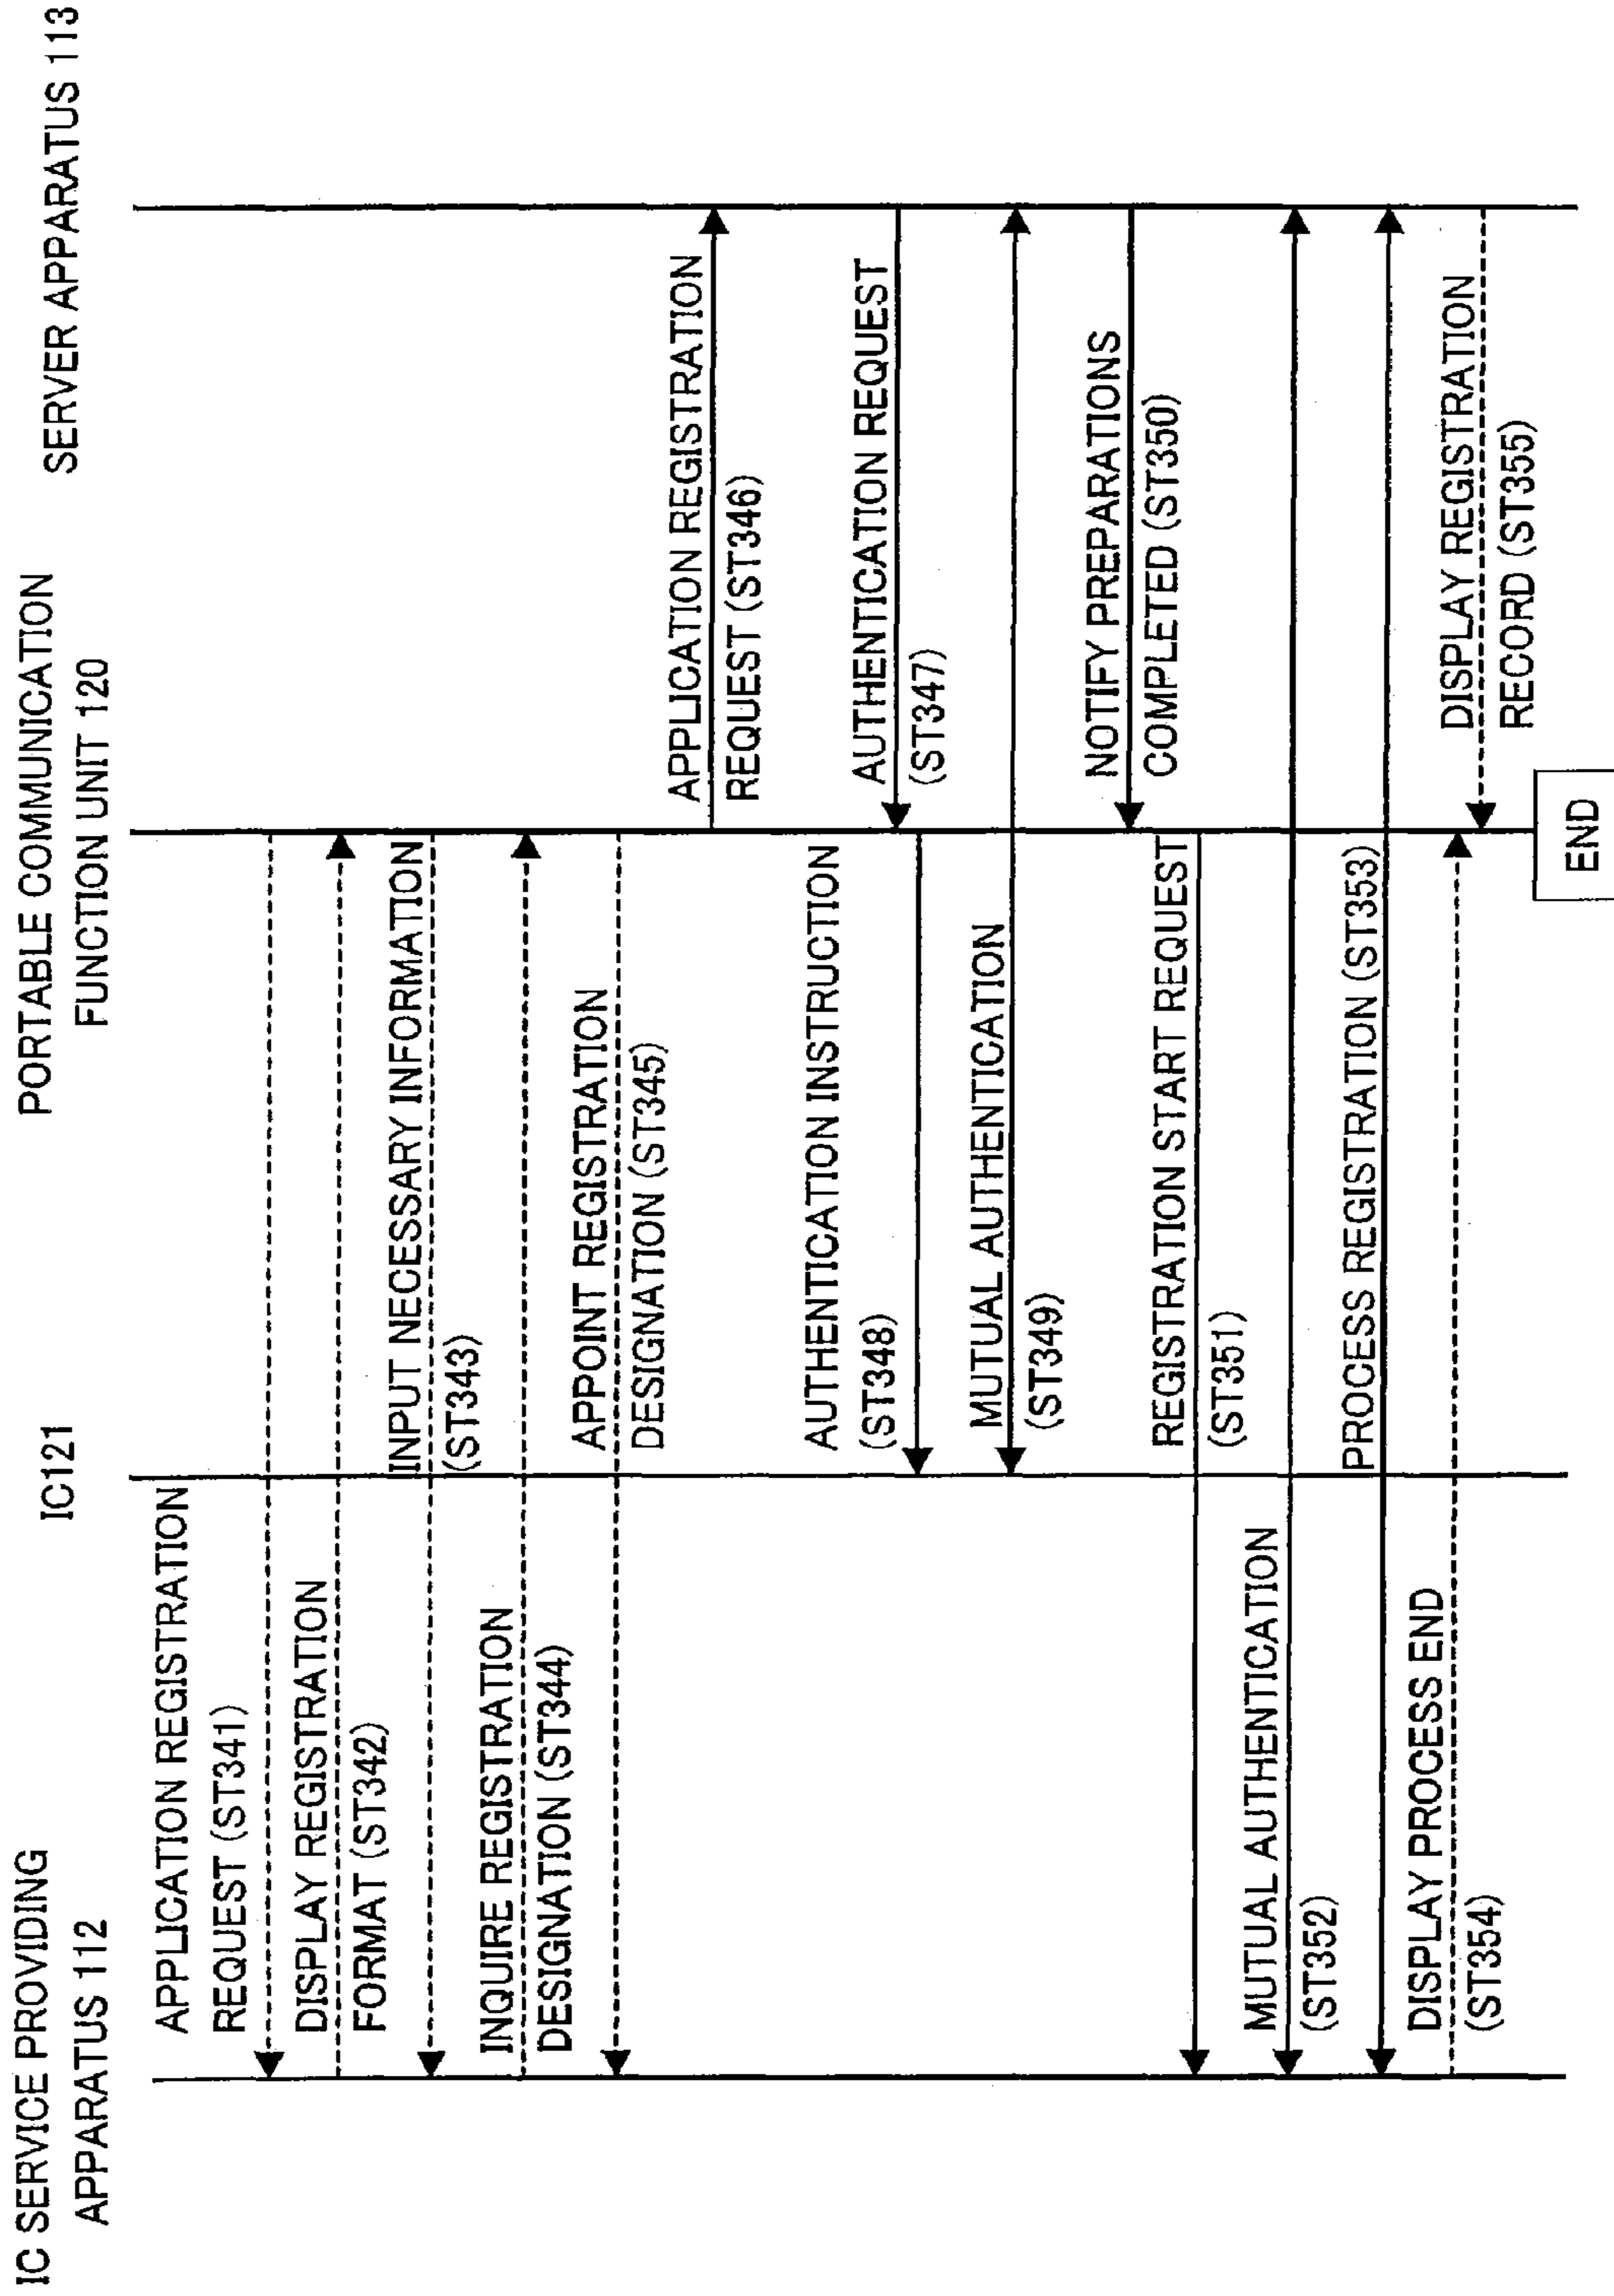 IC SERVICE PROVIDING
APPARATUS 112
IC121
PORTABLE COMMUNICATION
FUNCTION UNIT 120
SERVER APPARATUS 113
APPLICATION REGISTRATION
REQUEST (ST341)
DISPLAY REGISTRATION
FORMAT (ST342)
INPUT NECESSARY INFORMATION
(ST343)
INQUIRE REGISTRATION
DESIGNATION (ST344)
APPOINT REGISTRATION
DESIGNATION (ST345)
APPLICATION REGISTRATION
REQUEST (ST346)
AUTHENTICATION REQUEST
(ST347)
AUTHENTICATION INSTRUCTION
(ST348)
MUTUAL AUTHENTICATION
(ST349)
NOTIFY PREPARATIONS
COMPLETED (ST350)
REGISTRATION START REQUEST
(ST351)
MUTUAL AUTHENTICATION
(ST352)
PROCESS REGISTRATION (ST353)
DISPLAY PROCESS END
(ST354)
DISPLAY REGISTRATION
RECORD (ST355)
END